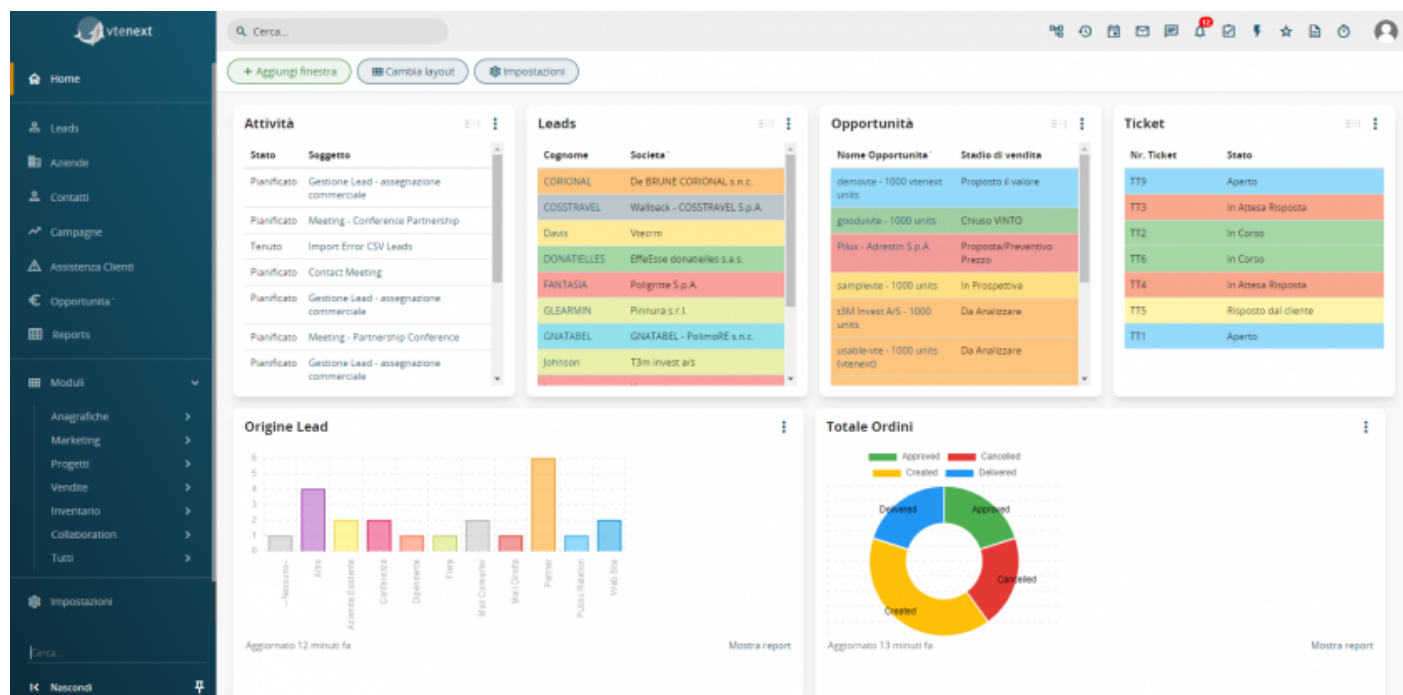 vtenext
Cerca...
12
Home
Leads
Aziende
Contatti
Campagne
Assistenza Clienti
Opportunita`
Reports
Moduli
Anagrafiche
Marketing
Progetti
Vendite
Inventario
Collaboration
Tutti
Impostazioni
Cerca...
Nascondi
+ Aggiungi finestra
Cambia layout
Impostazioni
Attività
Stato Soggetto
Pianificato Gestione Lead - assegnazione
commerciale
Pianificato Meeting - Conference Partnership
Tenuto Import Error CSV Leads
Pianificato Contact Meeting
Pianificato Gestione Lead - assegnazione
commerciale
Pianificato Meeting - Partnership Conference
Pianificato Gestione Lead - assegnazione
commerciale
Leads
Cognome Societa`
CORIONAL De BRUNE CORIONAL s.n.c.
COSSTRAVEL Wallback - COSSTRAVEL S.p.A.
Davis Vtecrm
DONATIELLES EffeEsse donatielles s.a.s.
FANTASIA Poligritte S.p.A.
GLEARMIN Pinnura s.r.l.
GNATABEL GNATABEL - PolimoRE s.n.c.
Johnson T3m invest a/s
Opportunità
Nome Opportunita` Stadio di vendita
demovte - 1000 vtenext Proposto il valore
units
gooduivte - 1000 units Chiuso VINTO
Pilux - Adrestin S.p.A. Proposta/Preventivo
Prezzo
samplevte - 1000 units In Prospettiva
t3M Invest A/S - 1000 Da Analizzare
units
usable-vte - 1000 units Da Analizzare
(vtenext)
Ticket
Nr. Ticket Stato
TT9 Aperto
TT3 In Attesa Risposta
TT2 In Corso
TT6 In Corso
TT4 In Attesa Risposta
TT5 Risposto dal cliente
TT1 Aperto
Origine Lead
6
5
4
3
2
1
0
--Nessuno--
Altro
Azienda Esistente
Conferenza
Dipendente
Fiera
Mail Converter
Mail Diretta
Partner
Public Relation
Web Site
Aggiornato 12 minuti fa
Mostra report
Totale Ordini
Approved Cancelled
Created Delivered
Delivered Approved
Cancelled
Created
Aggiornato 13 minuti fa
Mostra report